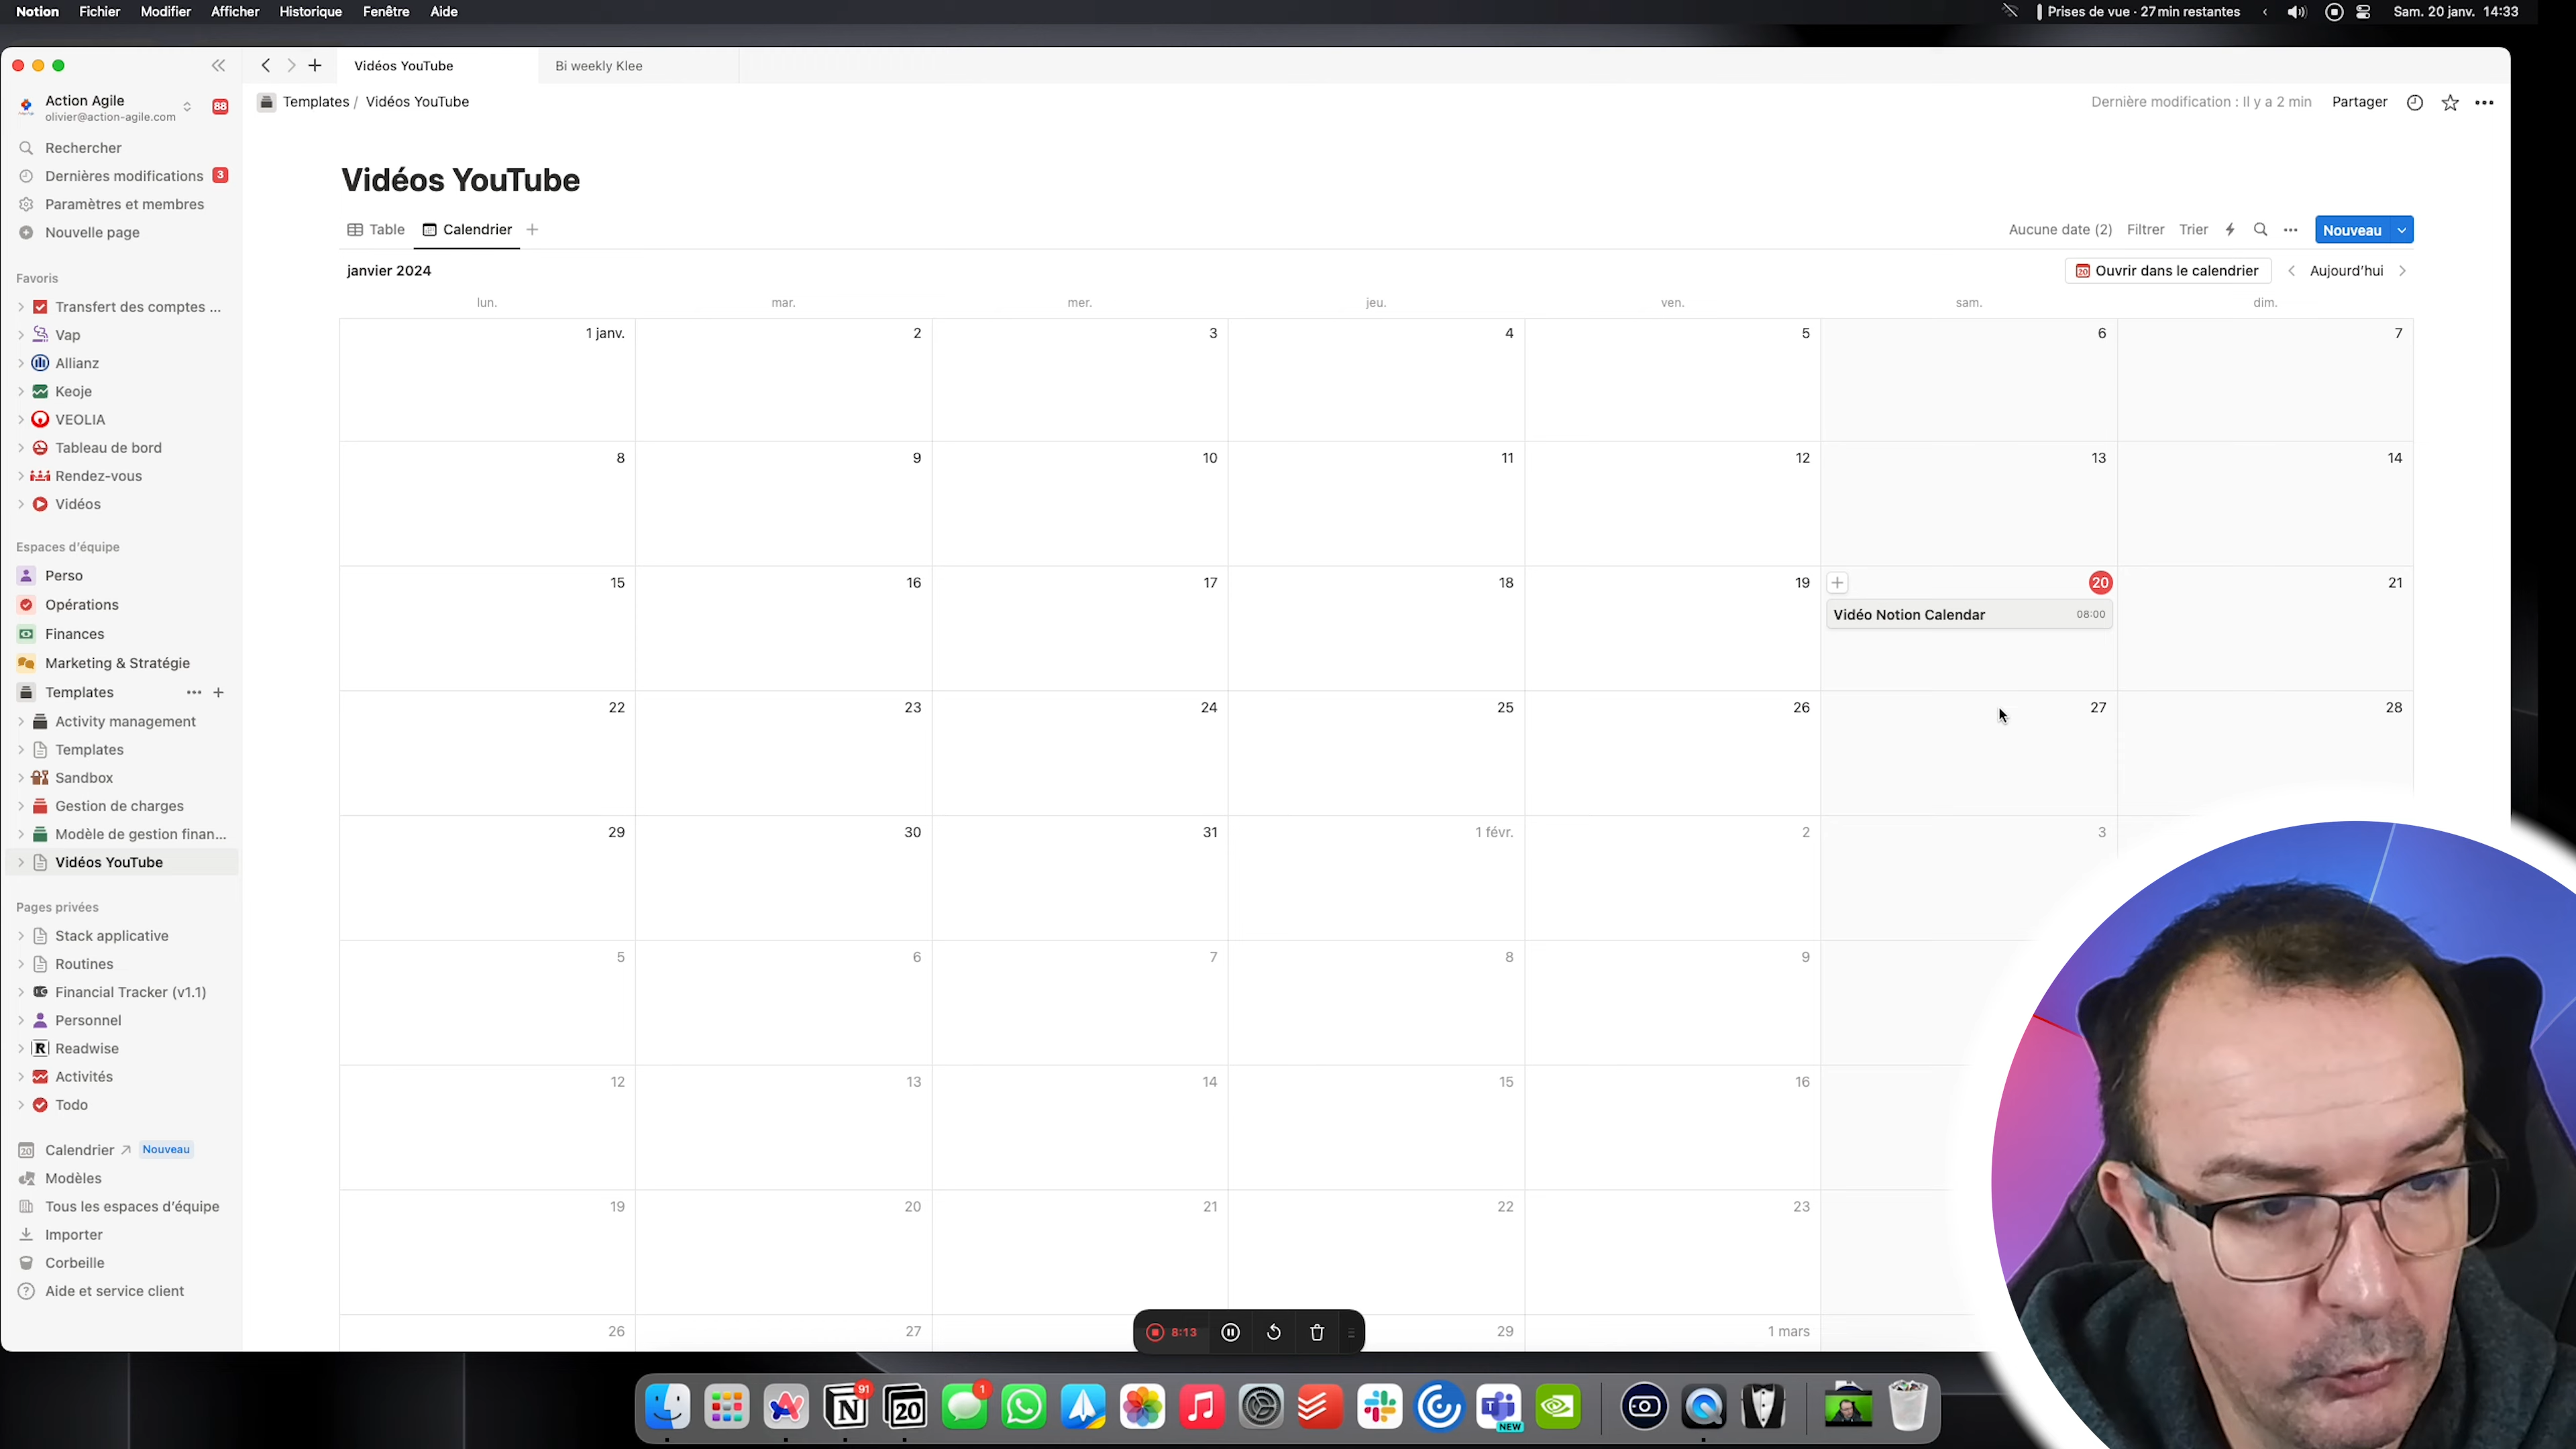 Notion Fichier Modifier Afficher Historique Fenêtre Aide
Prises de vue · 27 min restantes
Sam. 20 janv. 14:33
Vidéos YouTube
Bi weekly Klee
Action Agile
olivier@action-agile.com
88
Templates / Vidéos YouTube
Dernière modification : Il y a 2 min
Partager
Rechercher
Dernières modifications 3
Paramètres et membres
Nouvelle page
Favoris
Transfert des comptes ...
Vap
Allianz
Keoje
VEOLIA
Tableau de bord
Rendez-vous
Vidéos
Espaces d'équipe
Perso
Opérations
Finances
Marketing & Stratégie
Templates
Activity management
Templates
Sandbox
Gestion de charges
Modèle de gestion finan...
Vidéos YouTube
Pages privées
Stack applicative
Routines
Financial Tracker (v1.1)
Personnel
Readwise
Activités
Todo
Calendrier Nouveau
Modèles
Tous les espaces d'équipe
Importer
Corbeille
Aide et service client
Vidéos YouTube
Table Calendrier
Aucune date (2) Filtrer Trier
Nouveau
janvier 2024
Ouvrir dans le calendrier
Aujourd'hui
lun. mar. mer. jeu. ven. sam. dim.
1 janv. 2 3 4 5 6 7
8 9 10 11 12 13 14
15 16 17 18 19 20 21
Vidéo Notion Calendar 08:00
22 23 24 25 26 27 28
29 30 31 1 févr. 2 3
5 6 7 8 9
12 13 14 15 16
19 20 21 22 23
26 27 29 1 mars
8:13
91
20
1
NEW